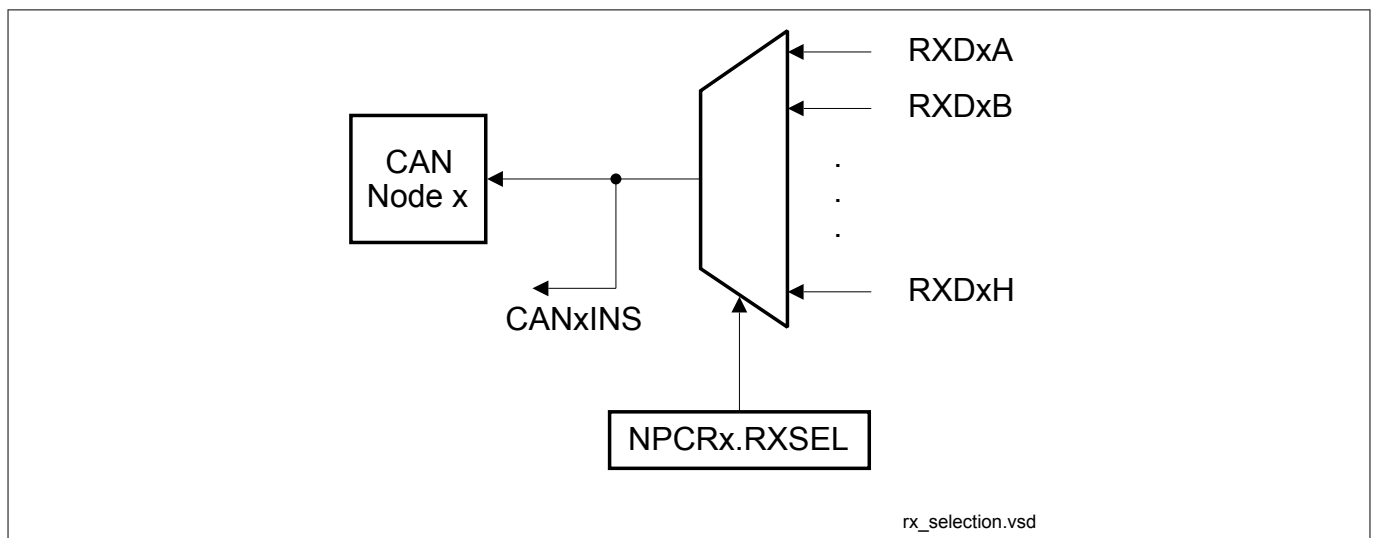 RXDxA
RXDxB
CAN
Node x
.
.
.
RXDxH
CANxINS
NPCRx.RXSEL
rx_selection.vsd